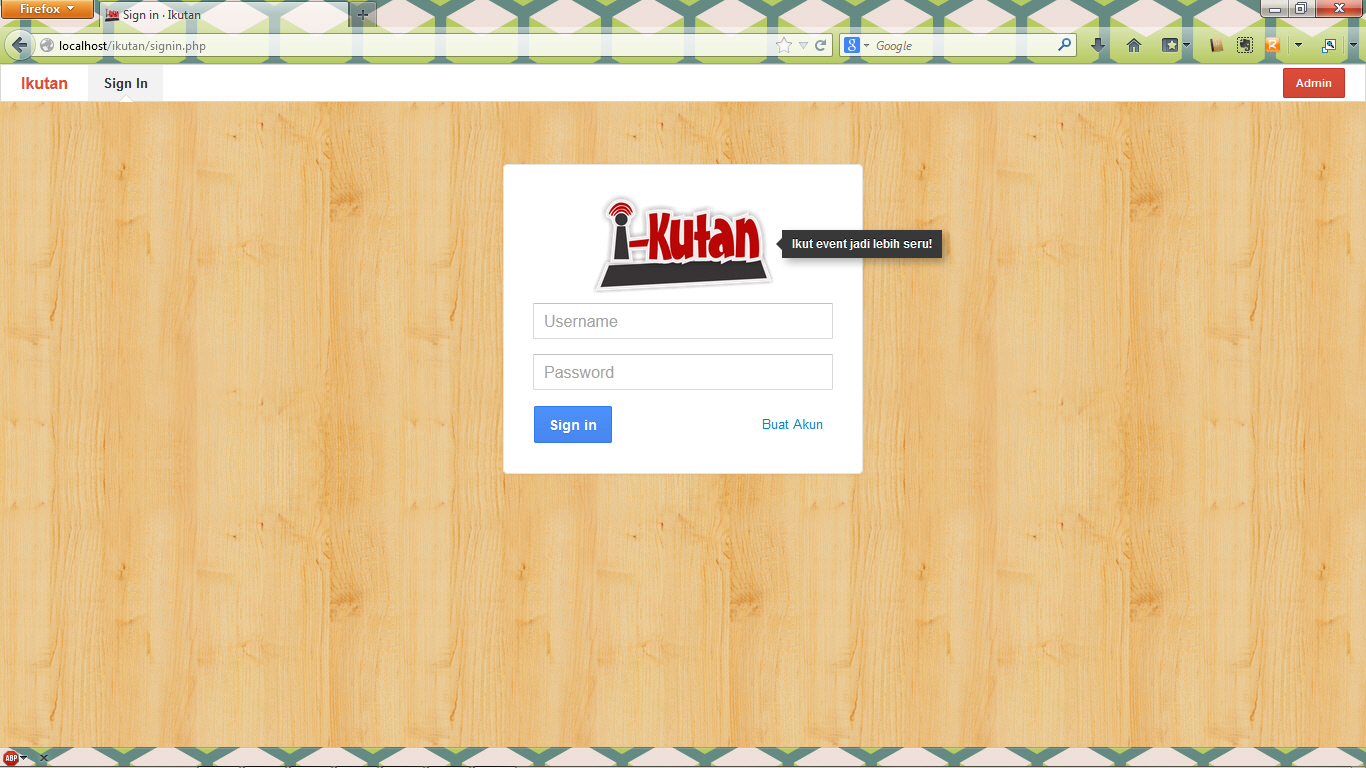 Firefox
Sign in · Ikutan
localhost/ikutan/signin.php
Google
Ikutan
Sign In
Admin
i-Kutan
Ikut event jadi lebih seru!
Username
Password
Sign in
Buat Akun
ABP